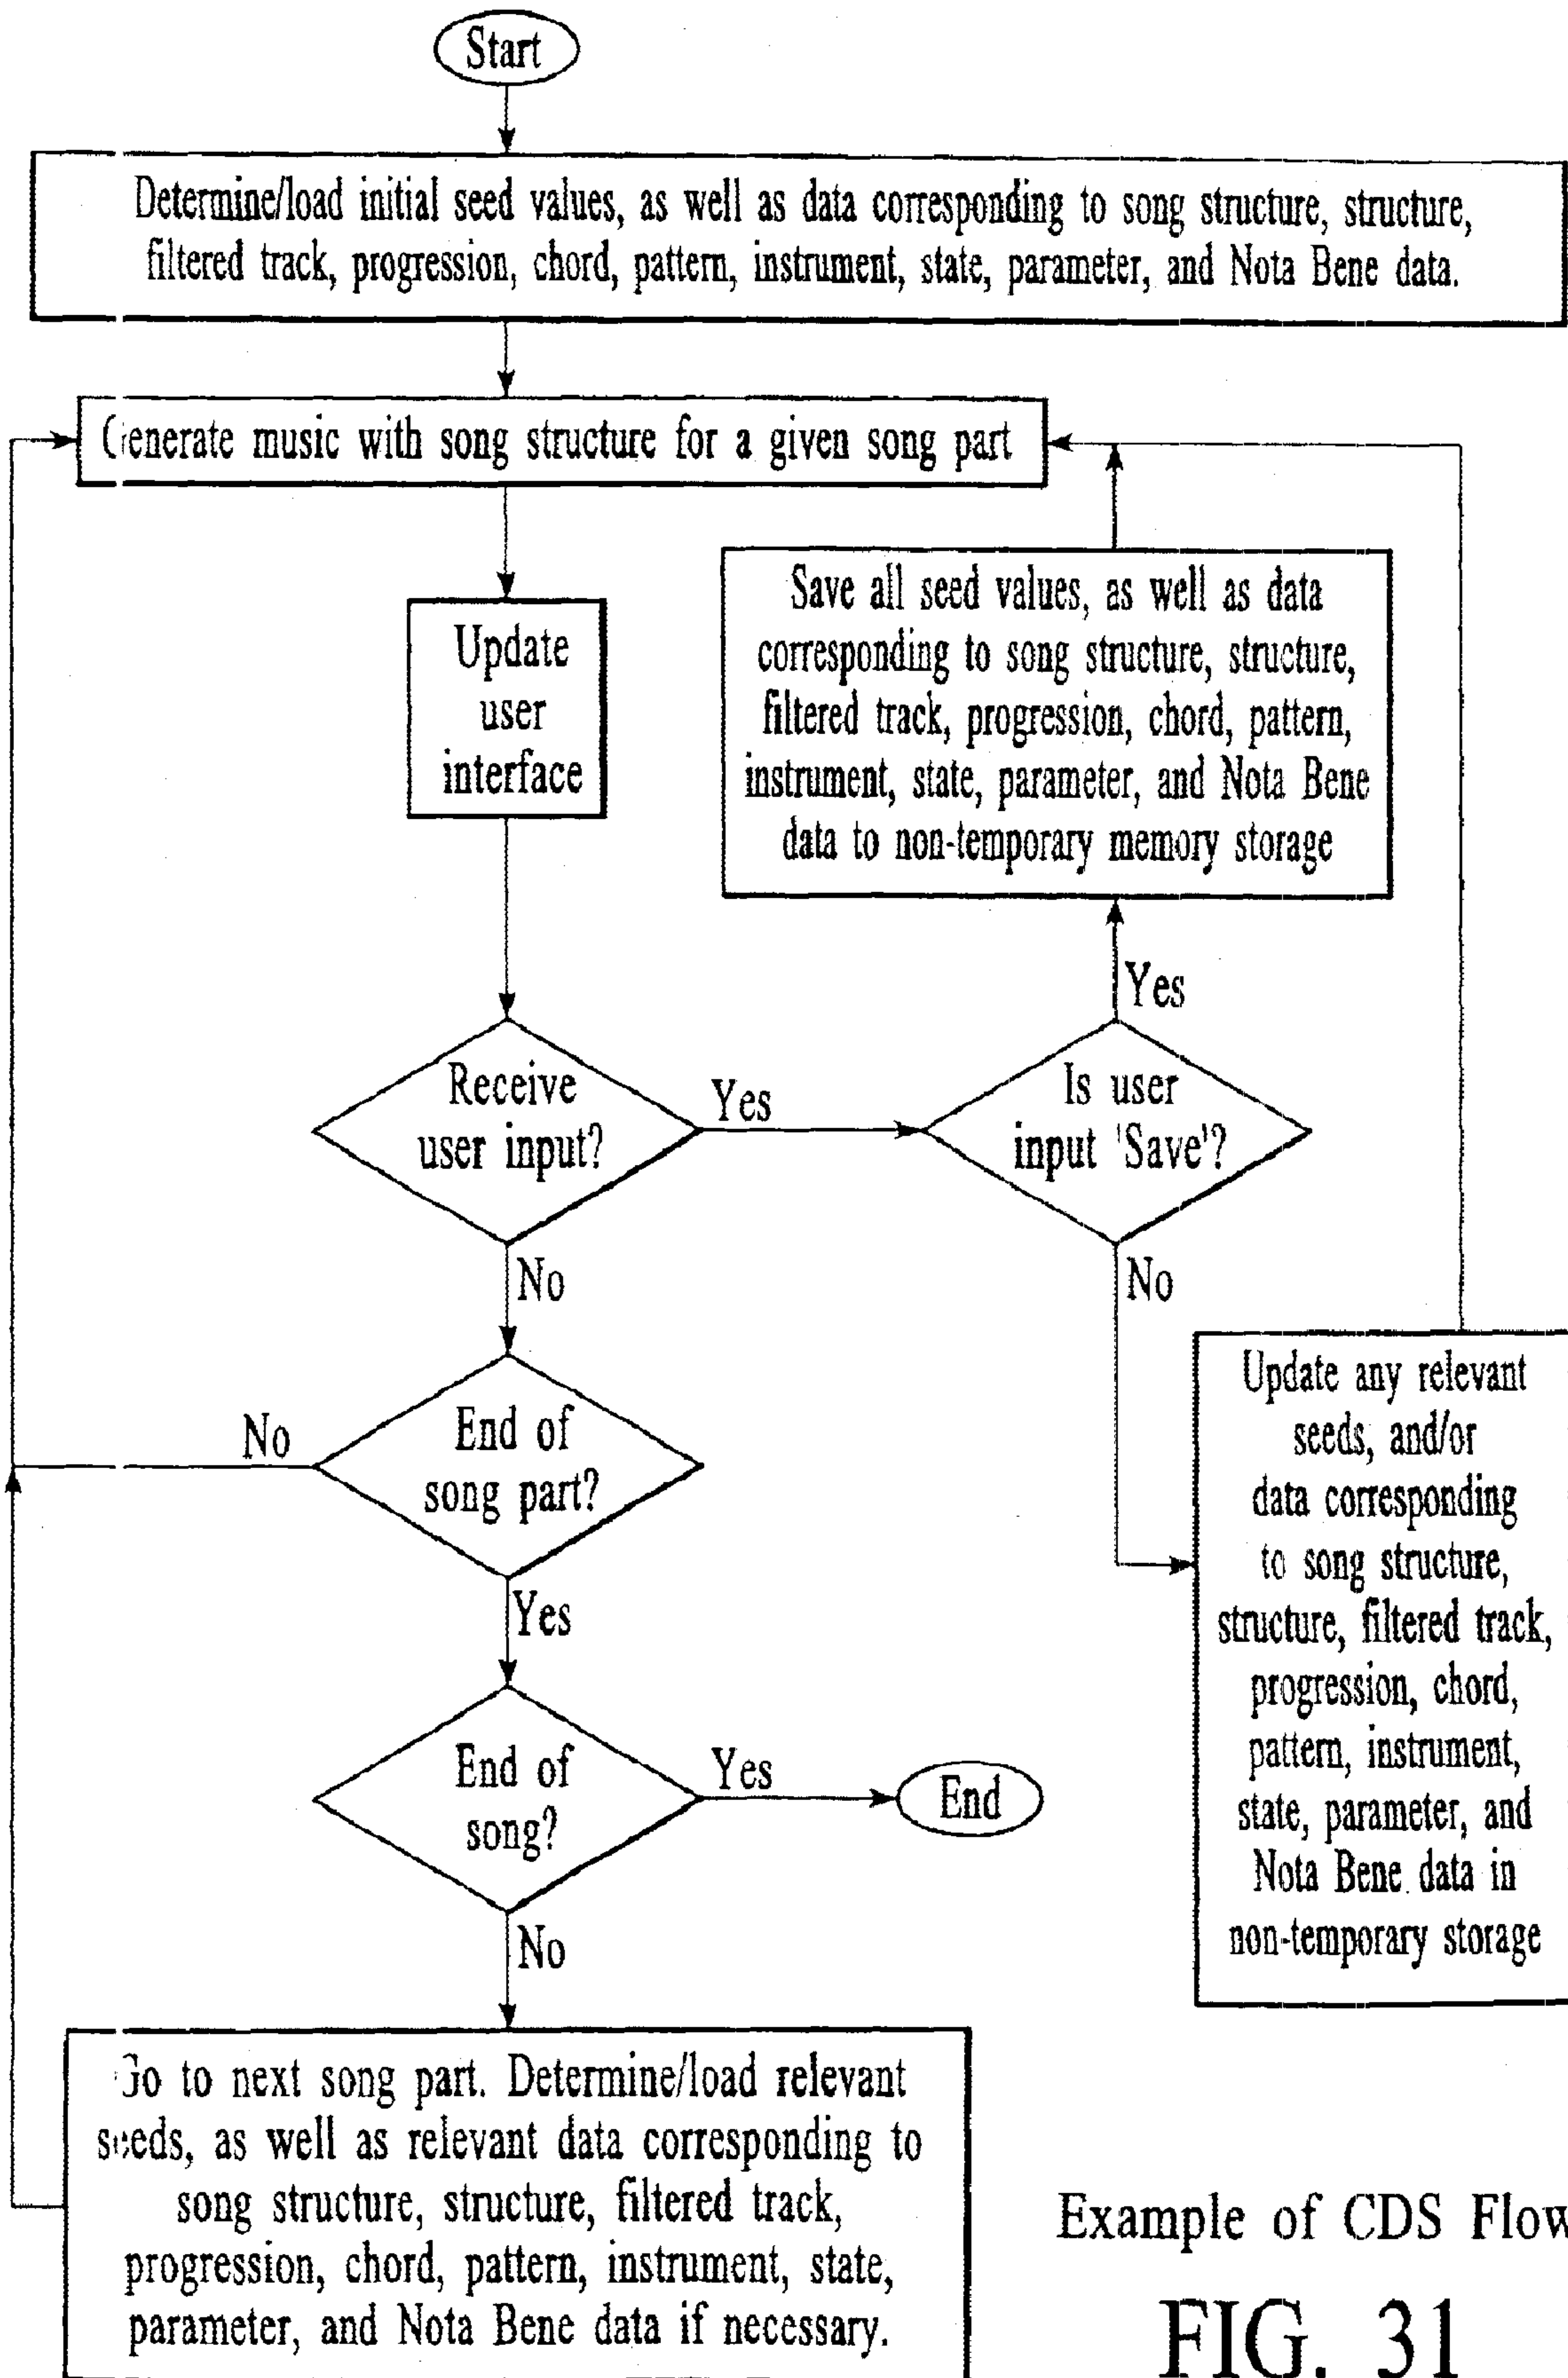 Start
Determine/load initial seed values, as well as data corresponding to song structure, structure,
filtered track, progression, chord, pattern, instrument, state, parameter, and Nota Bene data.
Generate music with song structure for a given song part
Update
user
interface
Save all seed values, as well as data
corresponding to song structure, structure,
filtered track, progression, chord, pattern,
instrument, state, parameter, and Nota Bene
data to non-temporary memory storage
Yes
Receive
user input?
Yes
Is user
input 'Save'?
No
No
Update any relevant
seeds, and/or
data corresponding
to song structure,
structure, filtered track,
progression, chord,
pattern, instrument,
state, parameter, and
Nota Bene data in
non-temporary storage
End of
song part?
No
Yes
End of
song?
Yes
End
No
Go to next song part. Determine/load relevant
seeds, as well as relevant data corresponding to
song structure, structure, filtered track,
progression, chord, pattern, instrument, state,
parameter, and Nota Bene data if necessary.
Example of CDS Flow
FIG. 31